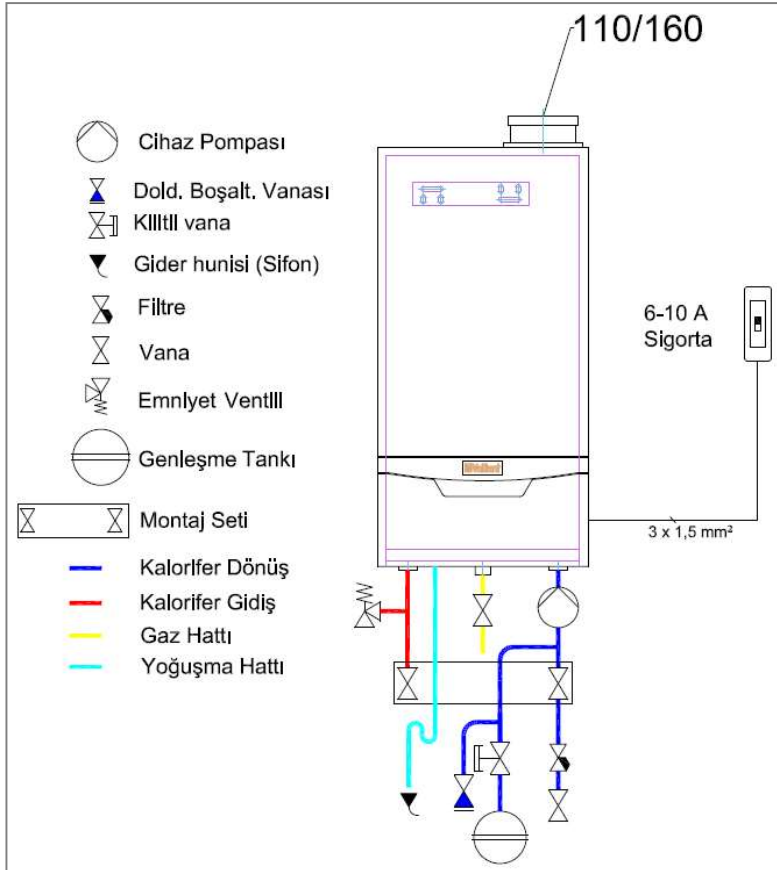 110/160
Cihaz Pompası
Dold. Boşalt. Vanası
Kilitli vana
Gider hunisi (Sifon)
Filtre
Vana
Emniyet Ventili
Genleşme Tankı
Montaj Seti
Kalorifer Dönüş
Kalorifer Gidiş
Gaz Hattı
Yoğuşma Hattı
6-10 A
Sigorta
3 x 1,5 mm²
Vaillant